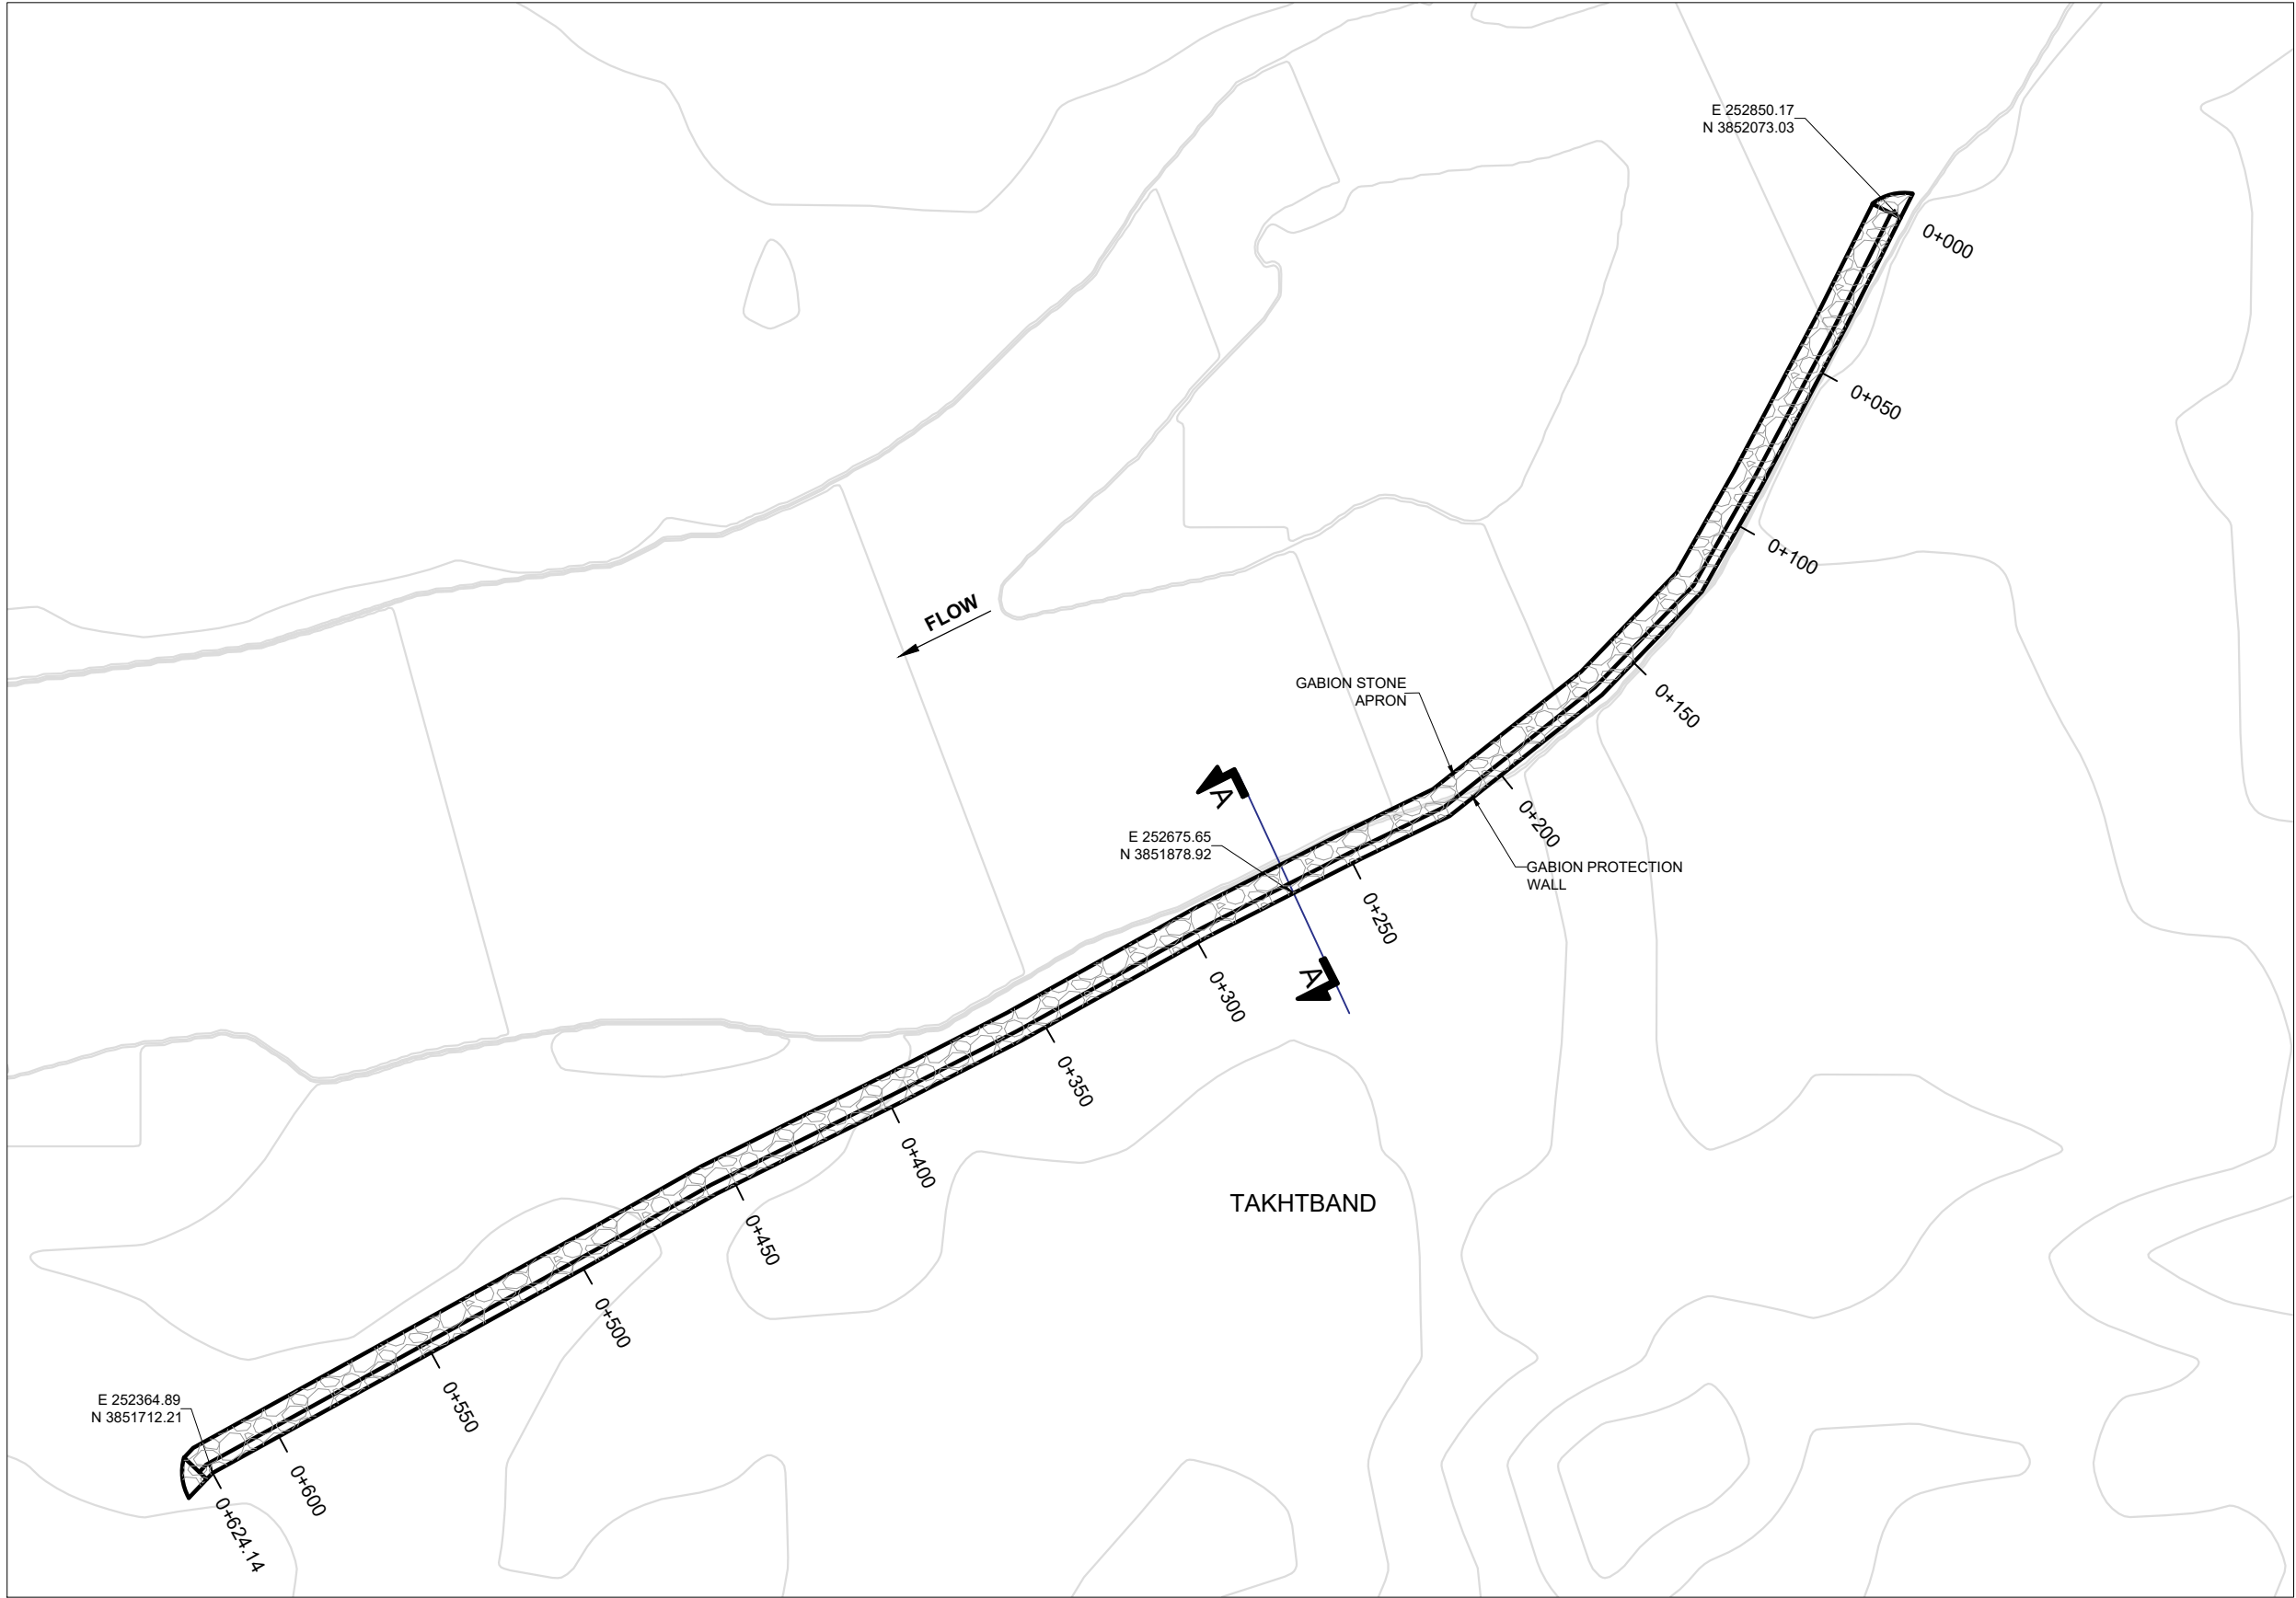 E 252850.17
N 3852073.03
0+000
0+050
0+100
FLOW
GABION STONE
APRON
0+150
A
0+200
E 252675.65
N 3851878.92
GABION PROTECTION
WALL
0+250
A
0+300
0+350
0+400
TAKHTBAND
0+450
0+500
0+550
E 252364.89
N 3851712.21
0+600
0+624.14